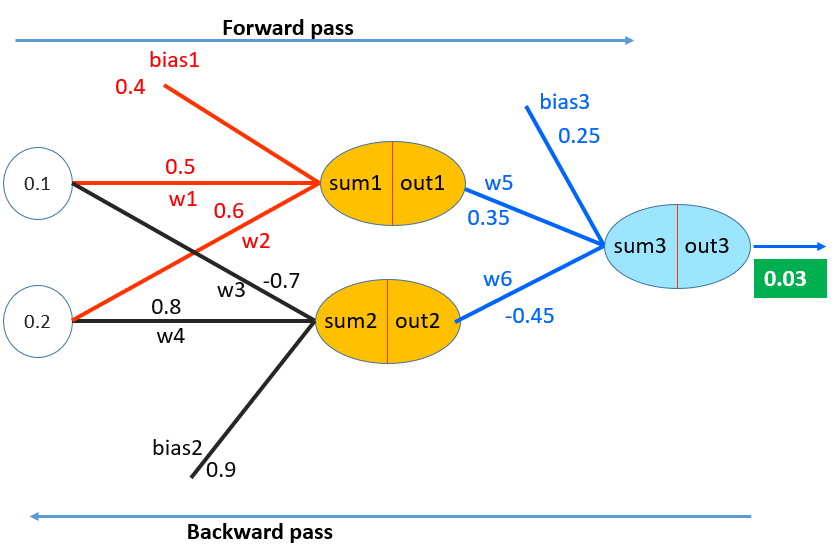 Forward pass
bias1
0.4
bias3
0.25
0.1
0.5
w1
0.6
w2
sum1
out1
w5
0.35
sum3
out3
0.03
w3
-0.7
w6
-0.45
0.2
0.8
w4
sum2
out2
bias2
0.9
Backward pass